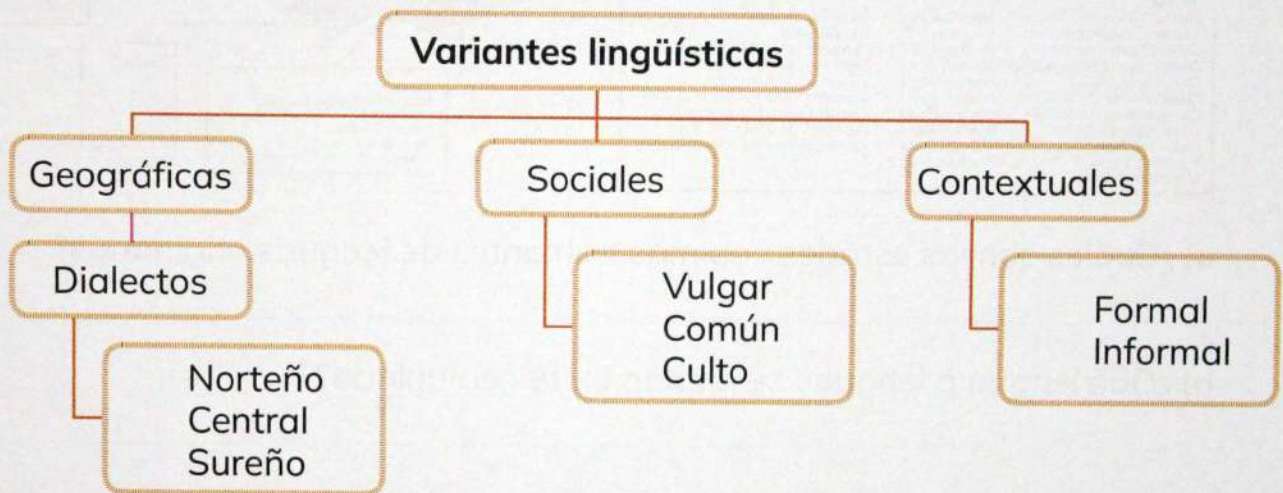 Variantes lingüísticas
Geográficas
Sociales
Contextuales
Dialectos
Norteño
Central
Sureño
Vulgar
Común
Culto
Formal
Informal